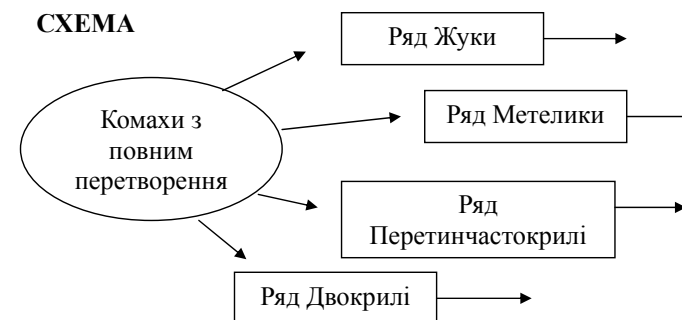 СХЕМА
Ряд Жуки
Комахи з
повним
перетворення
Ряд Метелики
Ряд
Перетинчастокрилі
Ряд Двокрилі